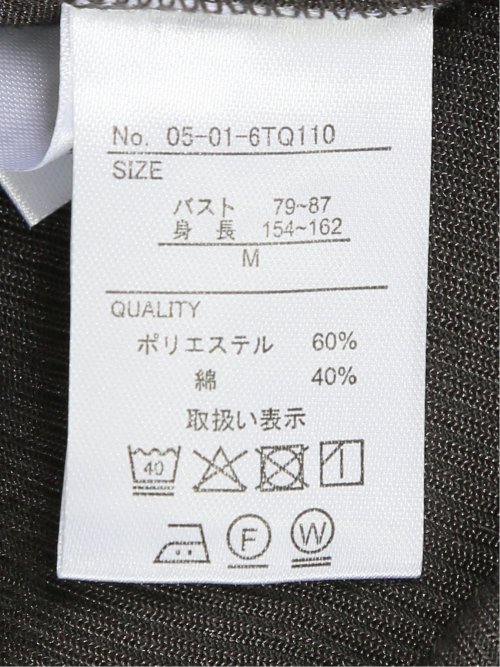 No. 05-01-6TQ110
SIZE
バスト 79~87
身長 154~162
M
QUALITY
ポリエステル 60%
綿 40%
取扱い表示
40
F W